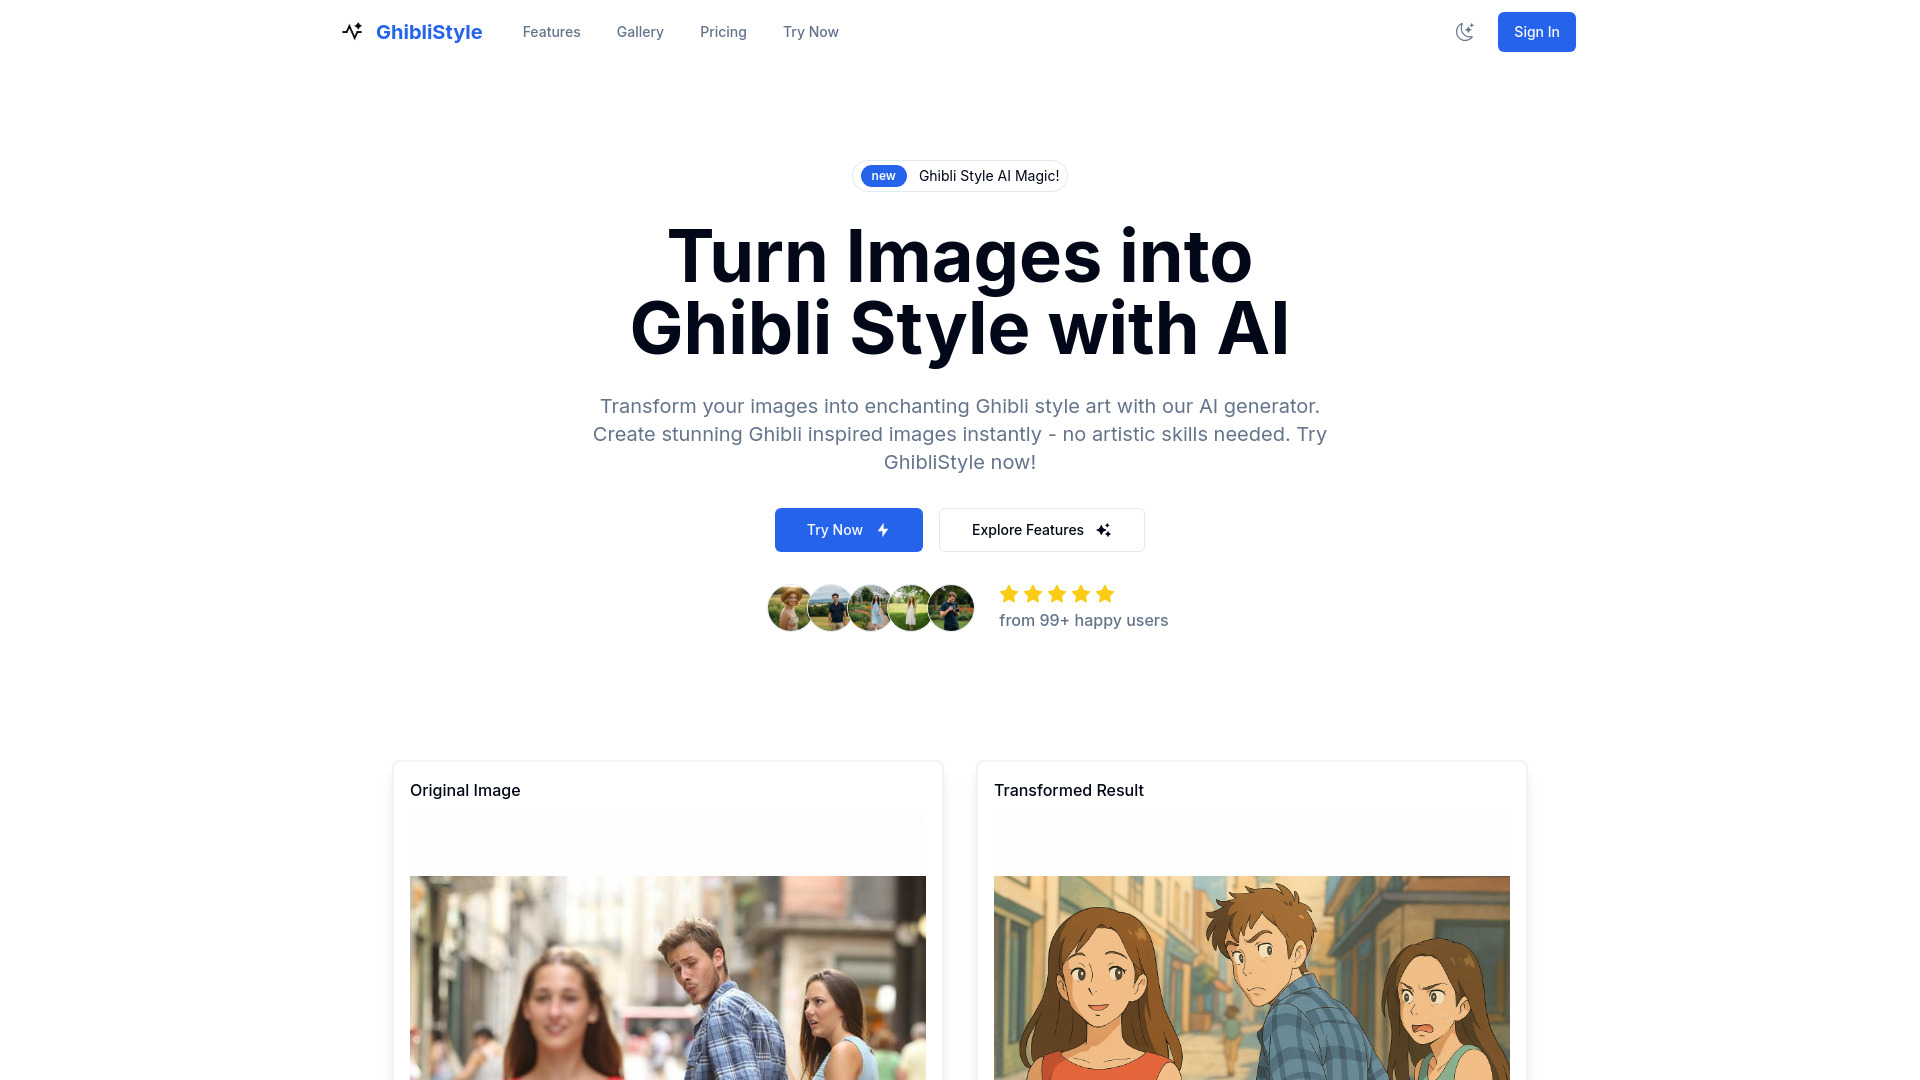 GhibliStyle
Features
Gallery
Pricing
Try Now
Sign In
new
Ghibli Style AI Magic!
Turn Images into
Ghibli Style with AI
Transform your images into enchanting Ghibli style art with our AI generator.
Create stunning Ghibli inspired images instantly - no artistic skills needed. Try
GhibliStyle now!
Try Now
Explore Features
from 99+ happy users
Original Image
Transformed Result